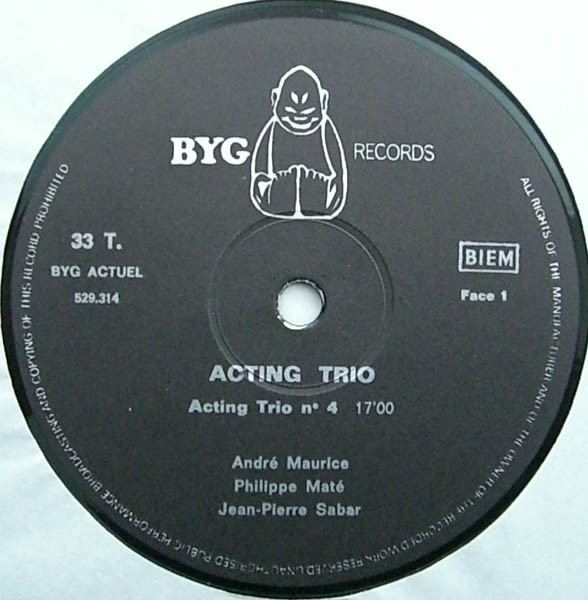 BYG RECORDS
33 T.
BYG ACTUEL
529.314
BIEM
Face 1
ACTING TRIO
Acting Trio n° 4 17'00
André Maurice
Philippe Maté
Jean-Pierre Sabar
ALL RIGHTS OF THE MANUFACTURER AND OF THE OWNER OF THE RECORDED WORK RESERVED UNAUTHORISED PUBLIC PERFORMANCE BROADCASTING AND COPYING OF THIS RECORD PROHIBITED